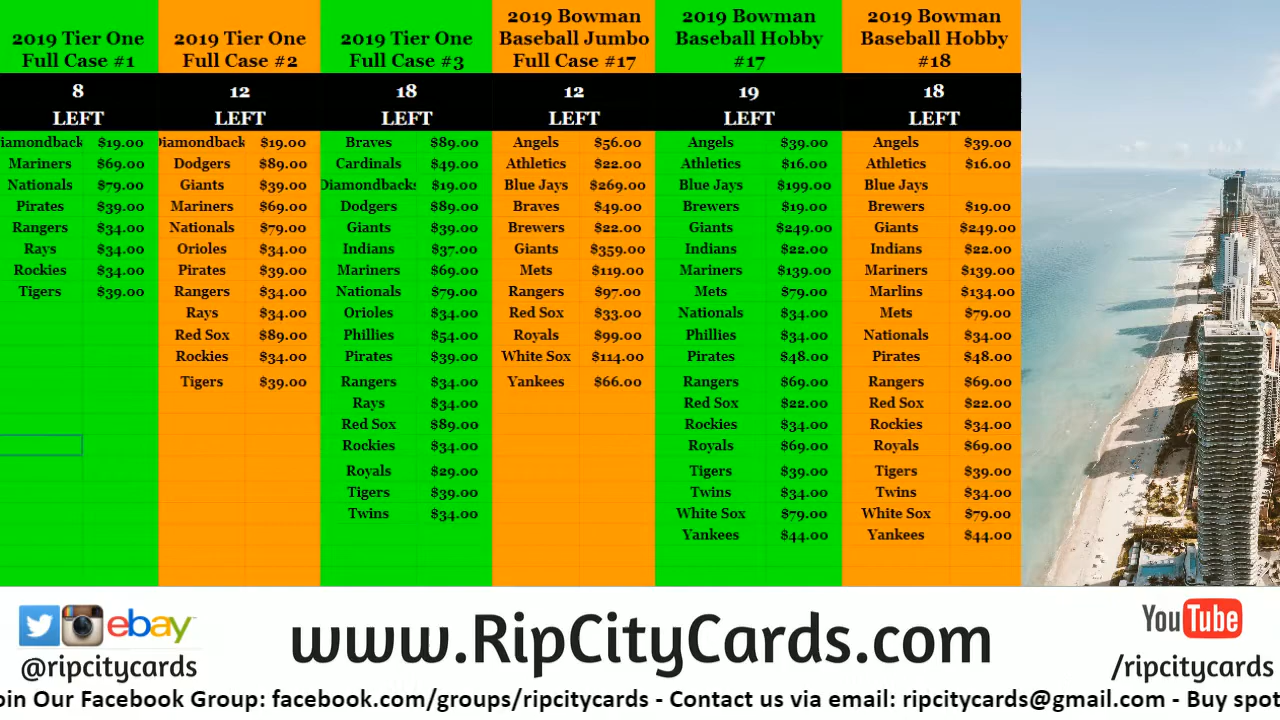 2019 Tier One
Full Case #1
8
LEFT
iamondback $19.00
Mariners $69.00
Nationals $79.00
Pirates $39.00
Rangers $34.00
Rays $34.00
Rockies $34.00
Tigers $39.00
2019 Tier One
Full Case #2
12
LEFT
Diamondback $19.00
Dodgers $89.00
Giants $39.00
Mariners $69.00
Nationals $79.00
Orioles $34.00
Pirates $39.00
Rangers $34.00
Rays $34.00
Red Sox $89.00
Rockies $34.00
Tigers $39.00
2019 Tier One
Full Case #3
18
LEFT
Braves $89.00
Cardinals $49.00
Diamondbacks $19.00
Dodgers $89.00
Giants $39.00
Indians $37.00
Mariners $69.00
Nationals $79.00
Orioles $34.00
Phillies $54.00
Pirates $39.00
Rangers $34.00
Rays $34.00
Red Sox $89.00
Rockies $34.00
Royals $29.00
Tigers $39.00
Twins $34.00
2019 Bowman
Baseball Jumbo
Full Case #17
12
LEFT
Angels $56.00
Athletics $22.00
Blue Jays $269.00
Braves $49.00
Brewers $22.00
Giants $359.00
Mets $119.00
Rangers $97.00
Red Sox $33.00
Royals $99.00
White Sox $114.00
Yankees $66.00
2019 Bowman
Baseball Hobby
#17
19
LEFT
Angels $39.00
Athletics $16.00
Blue Jays $199.00
Brewers $19.00
Giants $249.00
Indians $22.00
Mariners $139.00
Mets $79.00
Nationals $34.00
Phillies $34.00
Pirates $48.00
Rangers $69.00
Red Sox $22.00
Rockies $34.00
Royals $69.00
Tigers $39.00
Twins $34.00
White Sox $79.00
Yankees $44.00
2019 Bowman
Baseball Hobby
#18
18
LEFT
Angels $39.00
Athletics $16.00
Blue Jays
Brewers $19.00
Giants $249.00
Indians $22.00
Mariners $139.00
Marlins $134.00
Mets $79.00
Nationals $34.00
Pirates $48.00
Rangers $69.00
Red Sox $22.00
Rockies $34.00
Royals $69.00
Tigers $39.00
Twins $34.00
White Sox $79.00
Yankees $44.00
ebay
@ripcitycards
www.RipCityCards.com
YouTube
/ripcitycards
oin Our Facebook Group: facebook.com/groups/ripcitycards - Contact us via email: ripcitycards@gmail.com - Buy spot